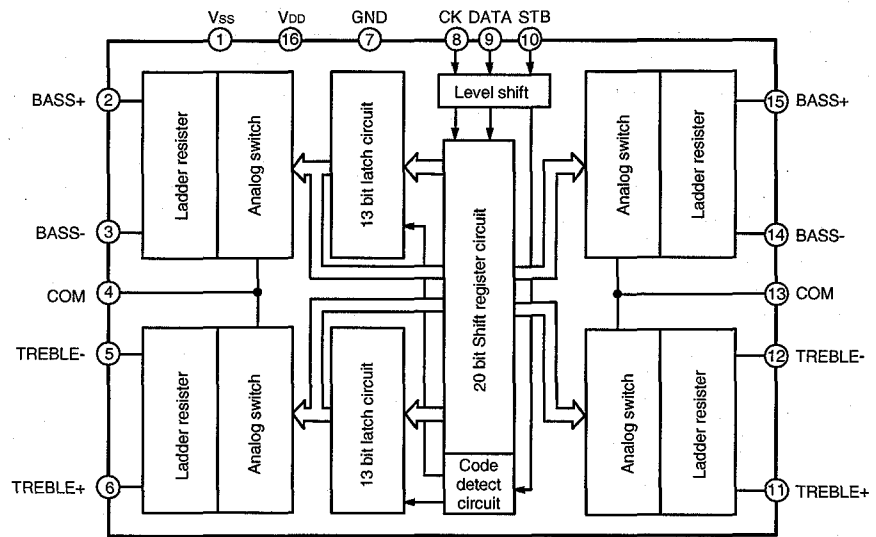 VSS VDD GND CK DATA STB
1 16 7 8 9 10
Level shift
BASS+ 2
15 BASS+
Ladder resister
Analog switch
13 bit latch circuit
20 bit Shift register circuit
Analog switch
Ladder resister
BASS- 3
14 BASS-
COM 4
13 COM
TREBLE- 5
12 TREBLE-
Ladder resister
Analog switch
13 bit latch circuit
Code
detect
circuit
Analog switch
Ladder resister
TREBLE+ 6
11 TREBLE+